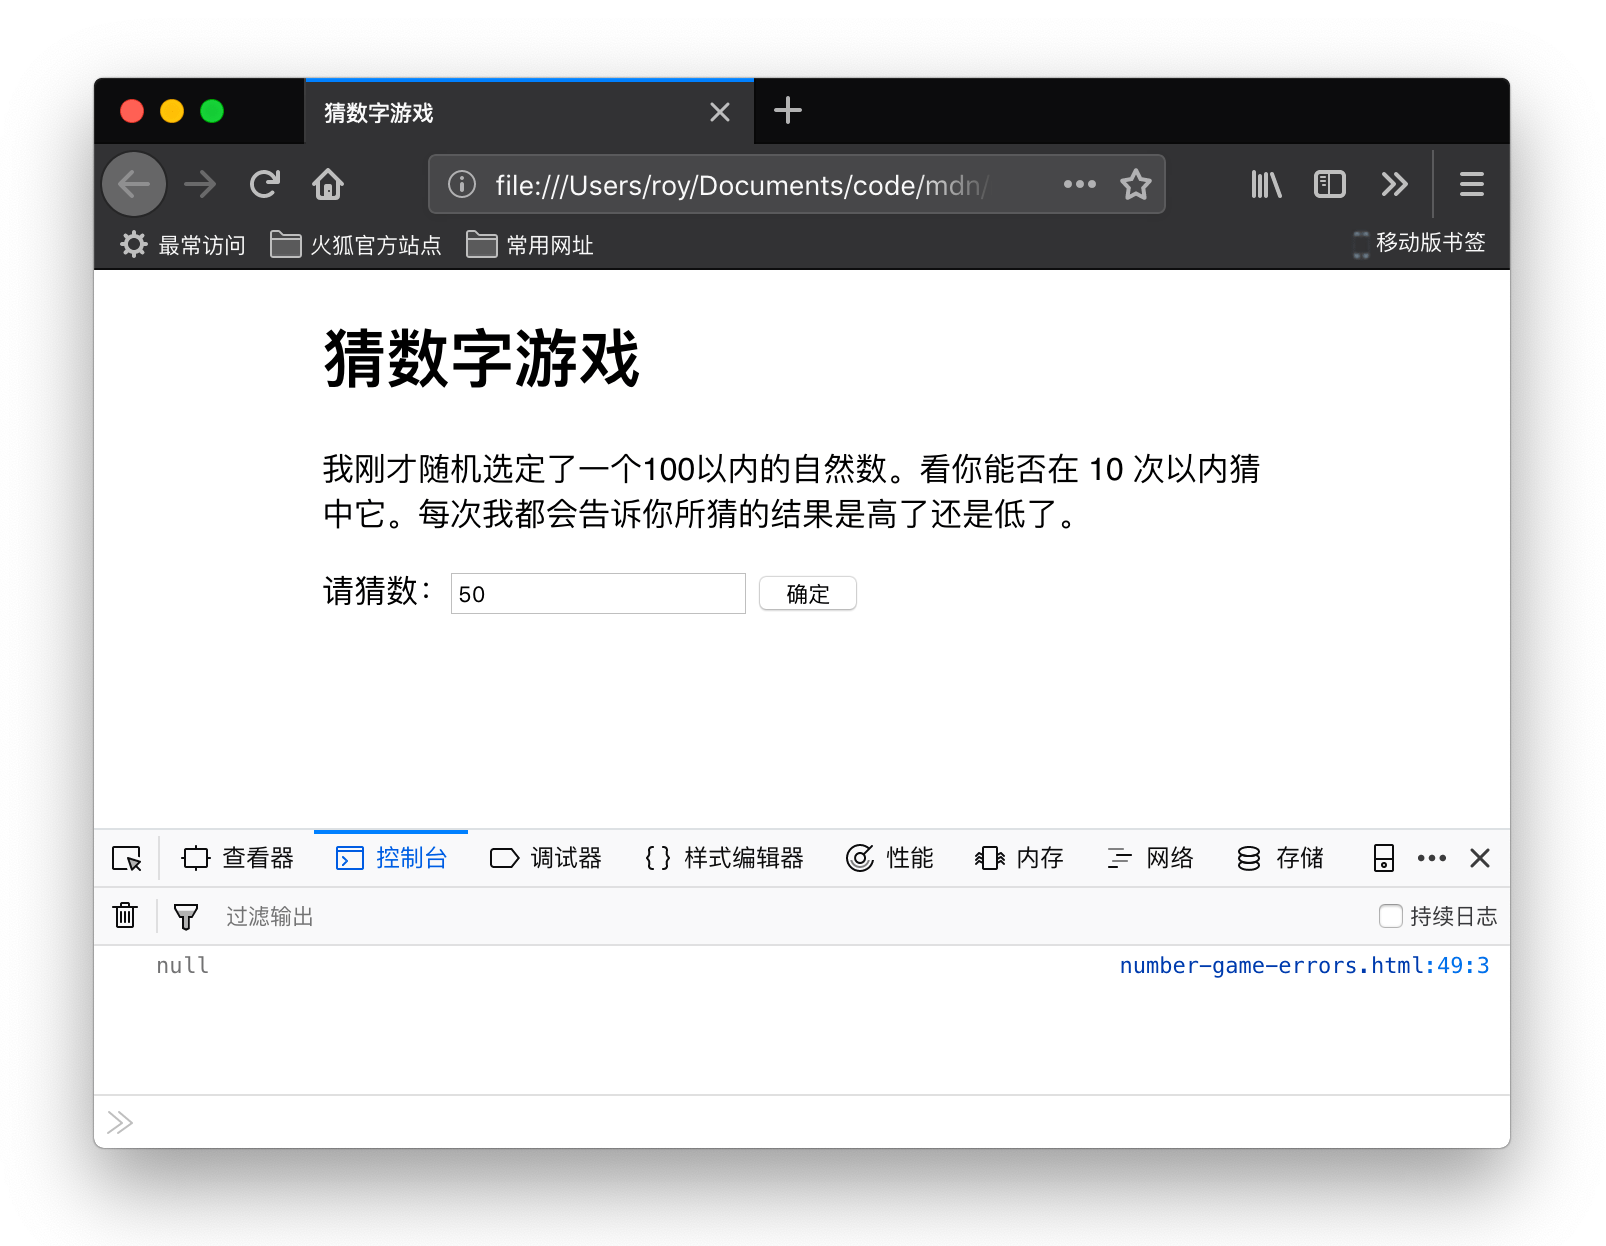 猜数字游戏
file:///Users/roy/Documents/code/mdn/
最常访问 火狐官方站点 常用网址 移动版书签
猜数字游戏
我刚才随机选定了一个100以内的自然数。看你能否在 10 次以内猜
中它。每次我都会告诉你所猜的结果是高了还是低了。
请猜数： 50 确定
查看器 控制台 调试器 { } 样式编辑器 性能 内存 网络 存储
过滤输出 持续日志
null number-game-errors.html:49:3